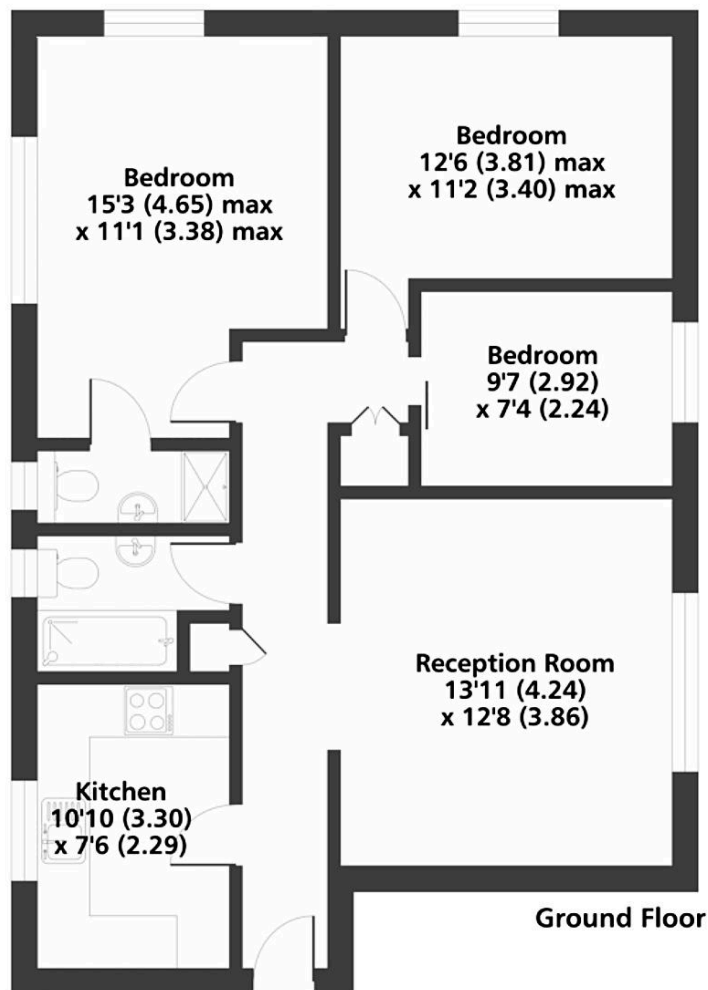 Bedroom
15'3 (4.65) max
x 11'1 (3.38) max
Bedroom
12'6 (3.81) max
x 11'2 (3.40) max
Bedroom
9'7 (2.92)
x 7'4 (2.24)
Reception Room
13'11 (4.24)
x 12'8 (3.86)
Kitchen
10'10 (3.30)
x 7'6 (2.29)
Ground Floor